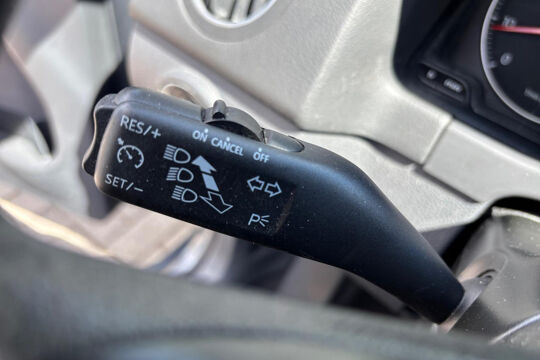 RES/+
ON CANCEL OFF
SET/-
P